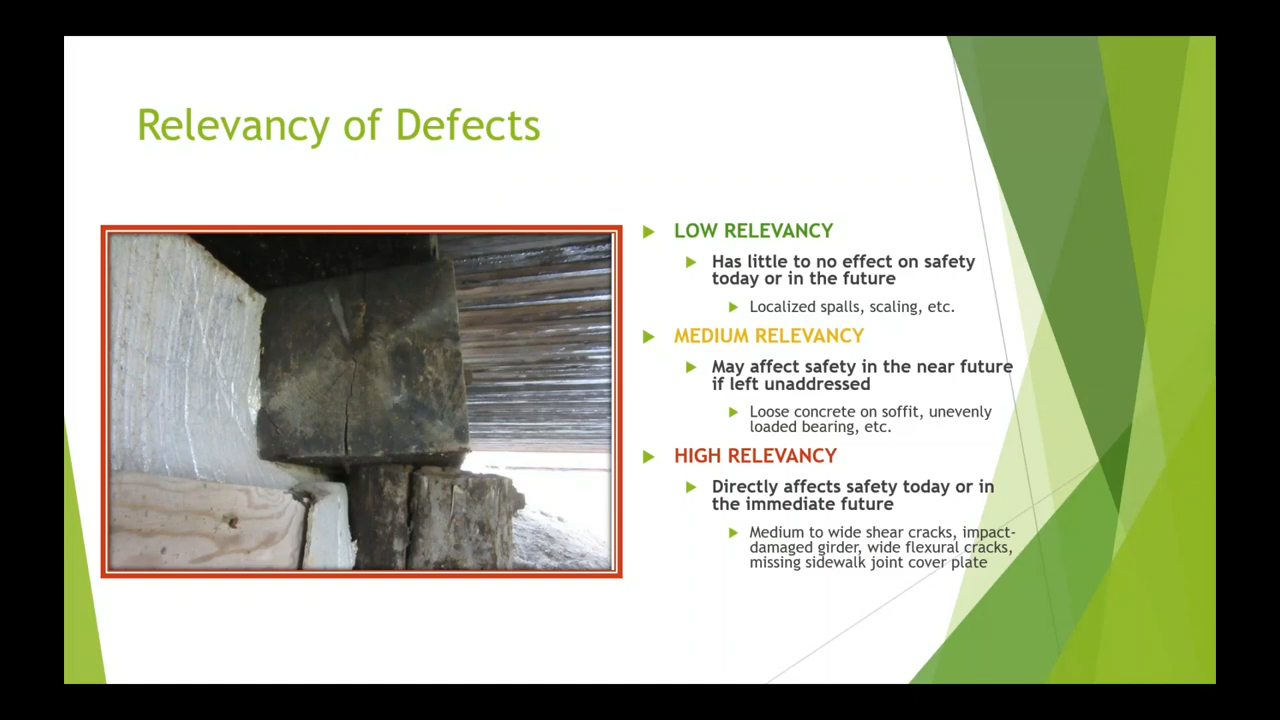 Relevancy of Defects
LOW RELEVANCY
Has little to no effect on safety
today or in the future
Localized spalls, scaling, etc.
MEDIUM RELEVANCY
May affect safety in the near future
if left unaddressed
Loose concrete on soffit, unevenly
loaded bearing, etc.
HIGH RELEVANCY
Directly affects safety today or in
the immediate future
Medium to wide shear cracks, impact-
damaged girder, wide flexural cracks,
missing sidewalk joint cover plate